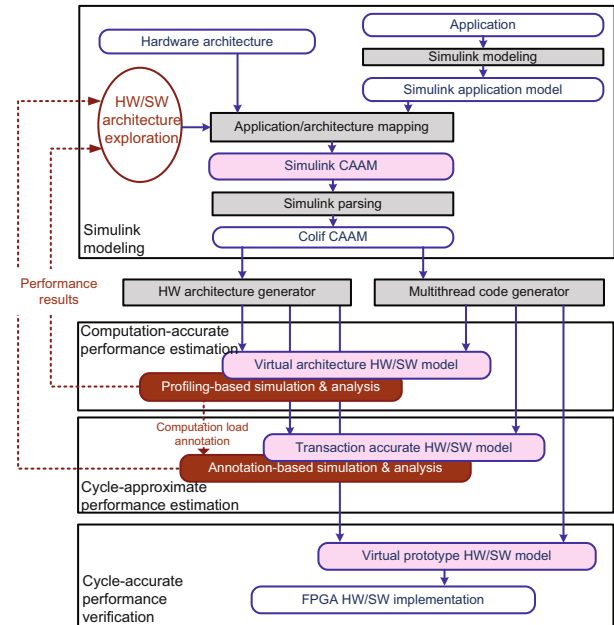 Application
Hardware architecture
Simulink modeling
HW/SW
architecture
exploration
Simulink application model
Application/architecture mapping
Simulink CAAM
Simulink parsing
Simulink
modeling
Colif CAAM
Performance
results
HW architecture generator
Multithread code generator
Computation-accurate
performance estimation
Virtual architecture HW/SW model
Profiling-based simulation & analysis
Computation load
annotation
Transaction accurate HW/SW model
Annotation-based simulation & analysis
Cycle-approximate
performance estimation
Virtual prototype HW/SW model
Cycle-accurate
performance
verification
FPGA HW/SW implementation